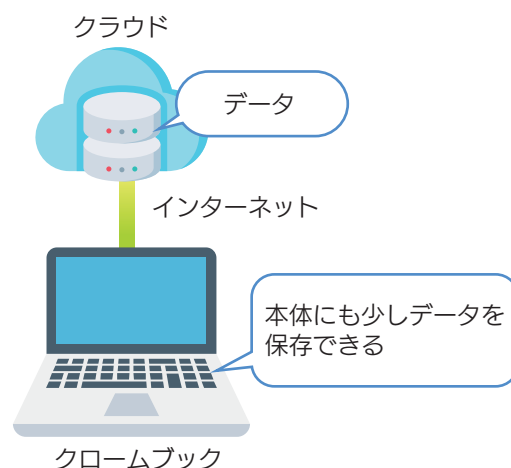 クラウド
データ
インターネット
本体にも少しデータを
保存できる
クロームブック